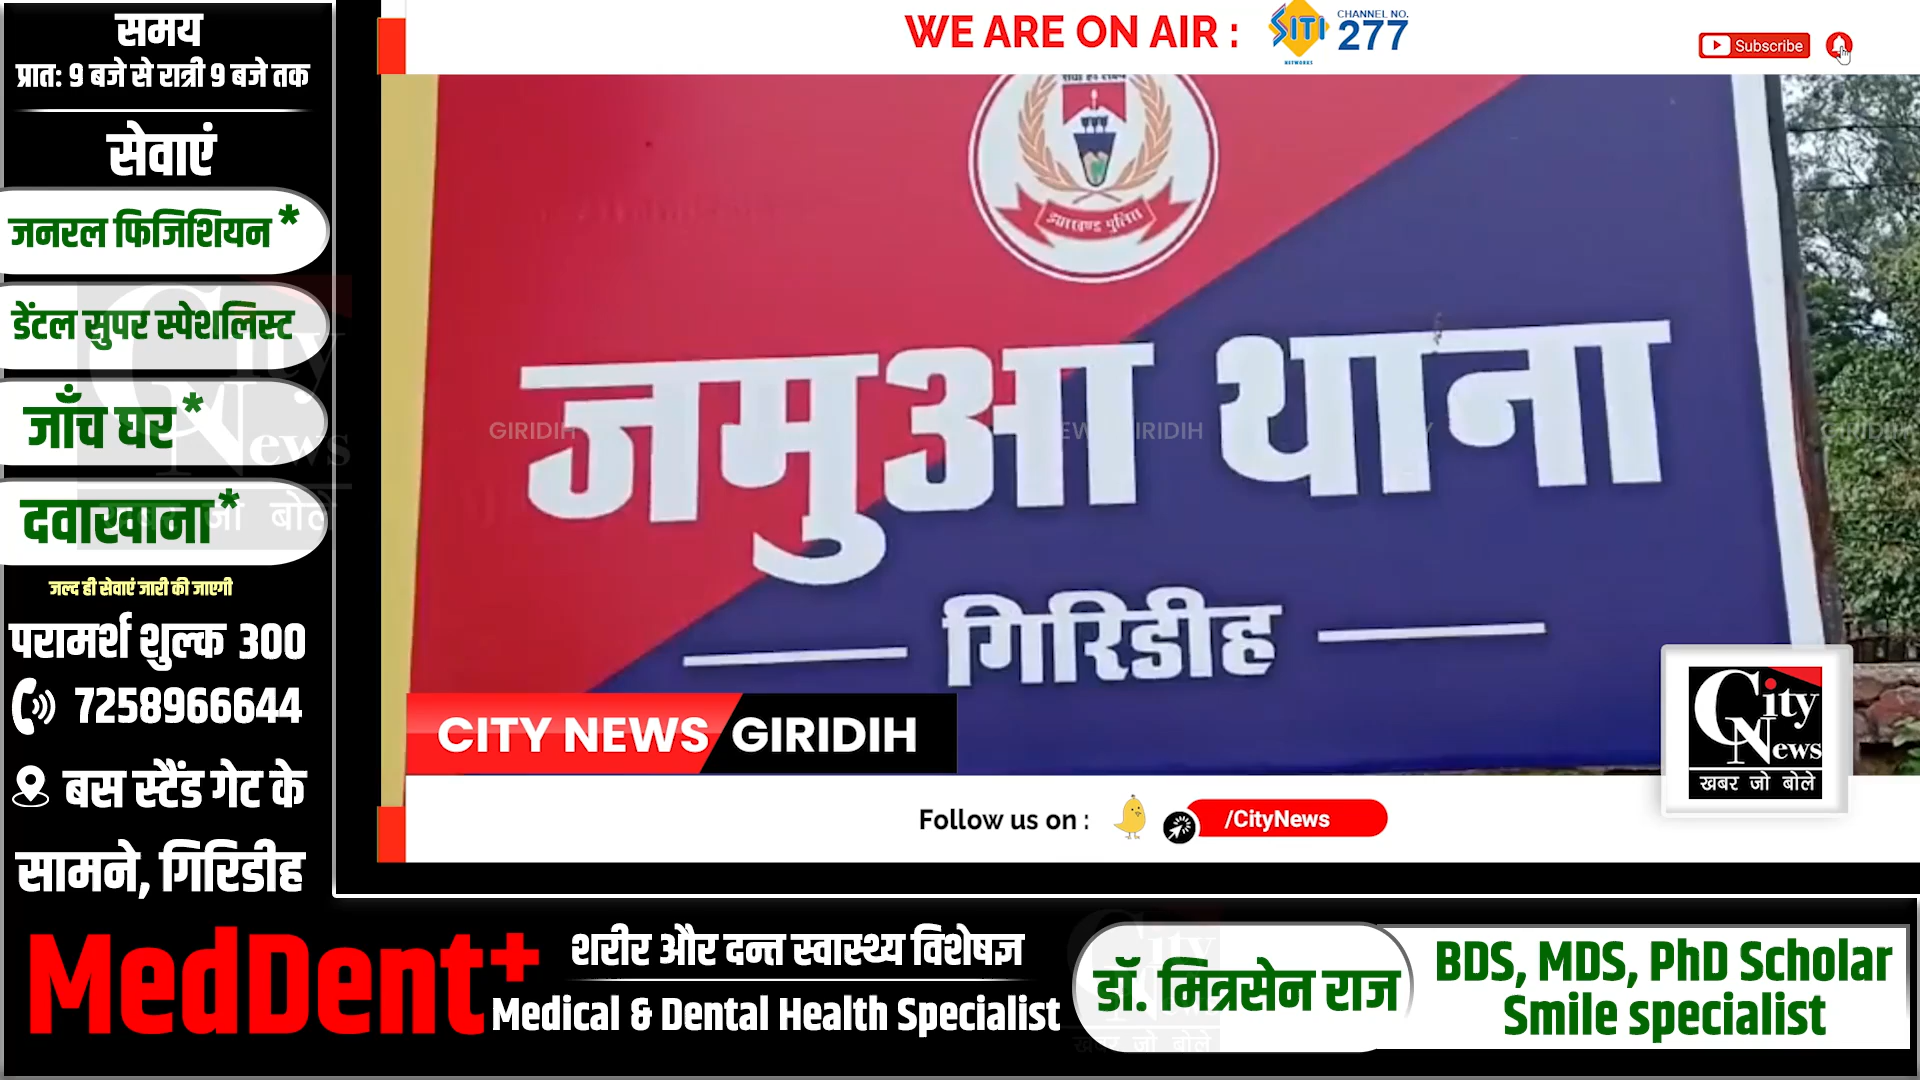 समय
प्रात: 9 बजे से रात्री 9 बजे तक
सेवाएं
जनरल फिजिशियन *
डेंटल सुपर स्पेशलिस्ट
जाँच घर *
दवाखाना *
जल्द ही सेवाएं जारी की जाएगी
परामर्श शुल्क 300
7258966644
बस स्टैंड गेट के
सामने, गिरिडीह
WE ARE ON AIR :
SITI
NETWORKS
CHANNEL NO.
277
Subscribe
झारखण्ड पुलिस
जमुआ थाना
गिरिडीह
CITY NEWS GIRIDIH
City
News
खबर जो बोले
Follow us on :
/CityNews
MedDent+
शरीर और दन्त स्वास्थ्य विशेषज्ञ
Medical & Dental Health Specialist
डॉ. मित्रसेन राज
BDS, MDS, PhD Scholar
Smile specialist